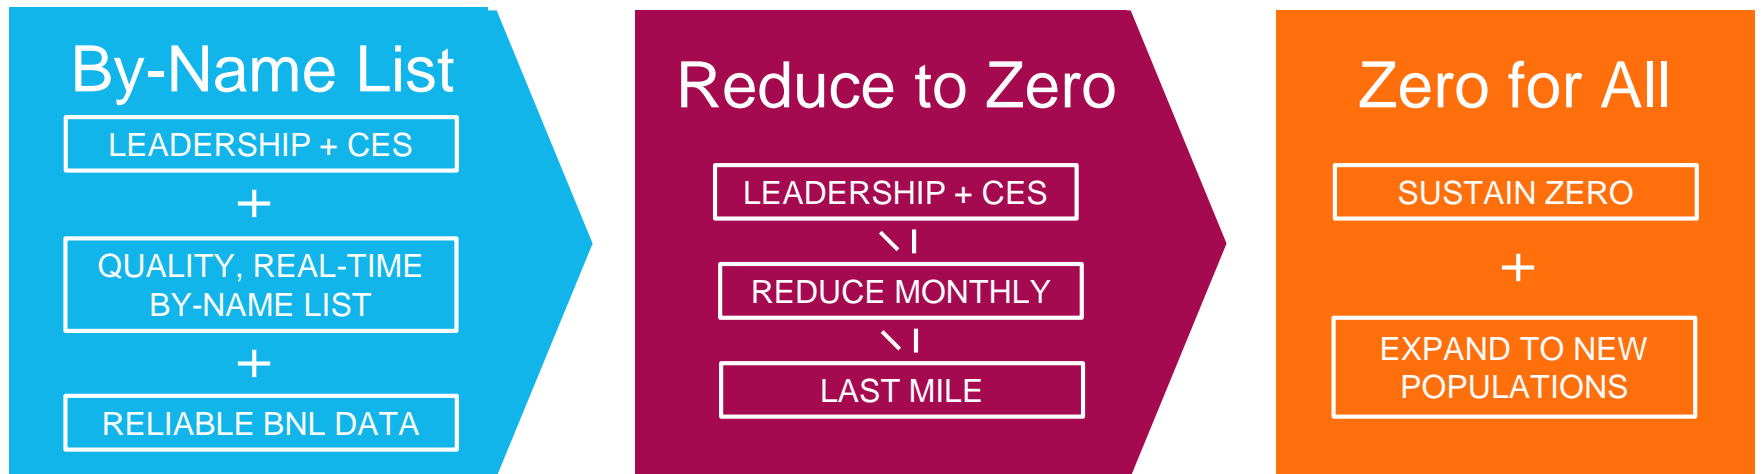 By-Name List
LEADERSHIP + CES
+
QUALITY, REAL-TIME
BY-NAME LIST
+
RELIABLE BNL DATA
Reduce to Zero
LEADERSHIP + CES
REDUCE MONTHLY
LAST MILE
Zero for All
SUSTAIN ZERO
+
EXPAND TO NEW
POPULATIONS